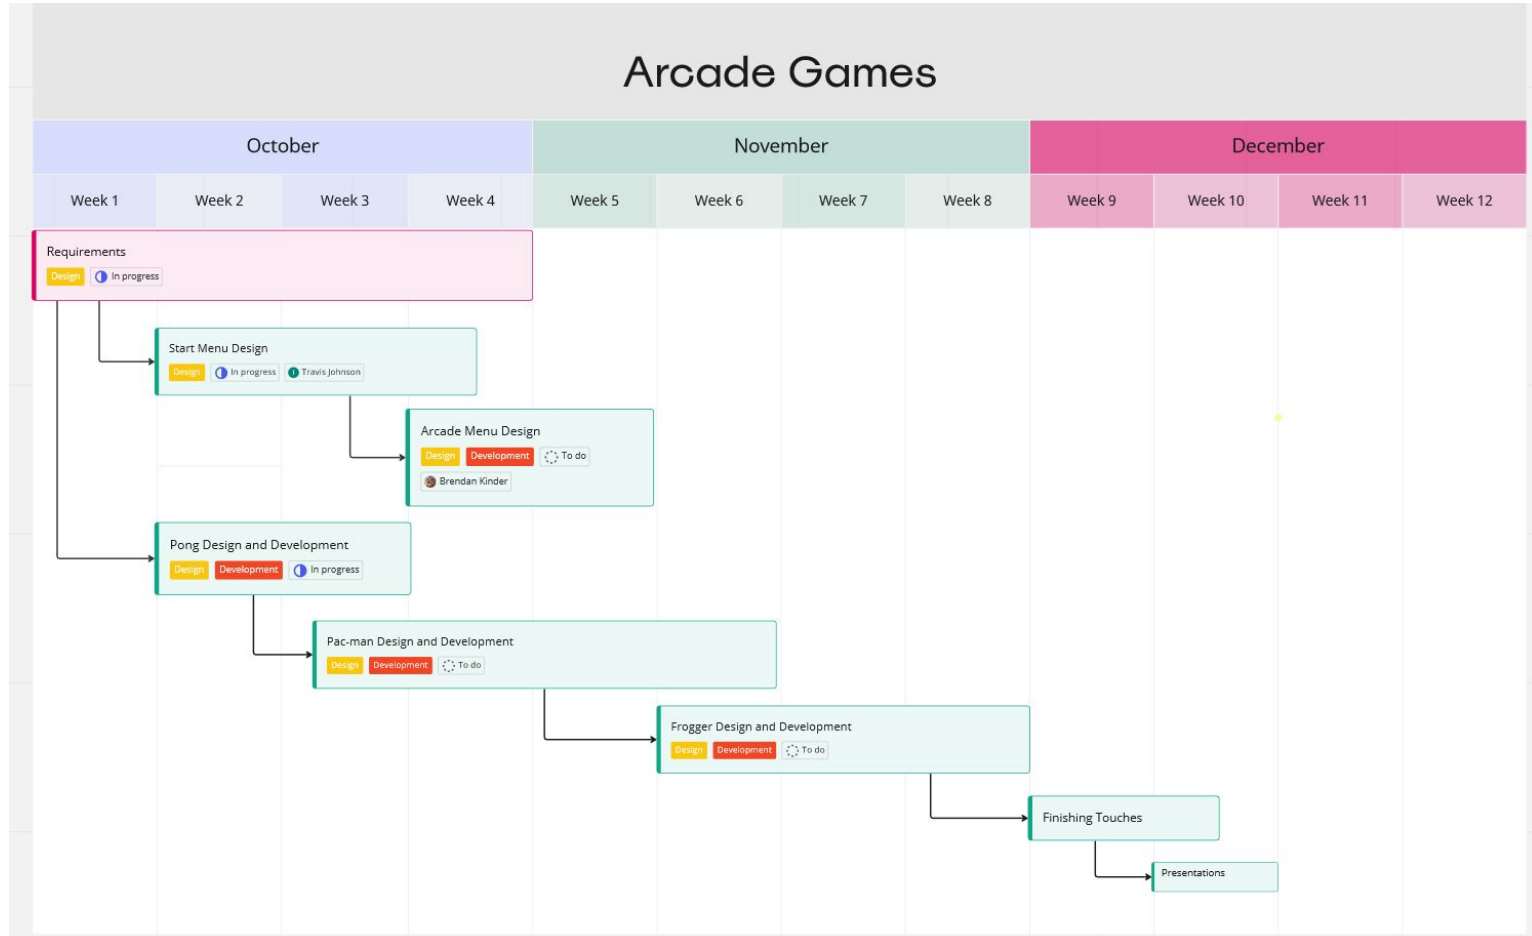 Arcade Games
October November December
Week 1 Week 2 Week 3 Week 4 Week 5 Week 6 Week 7 Week 8 Week 9 Week 10 Week 11 Week 12
Requirements
Design In progress
Start Menu Design
Design In progress Travis Johnson
Arcade Menu Design
Design Development To do
Brendan Kinder
Pong Design and Development
Design Development In progress
Pac-man Design and Development
Design Development To do
Frogger Design and Development
Design Development To do
Finishing Touches
Presentations